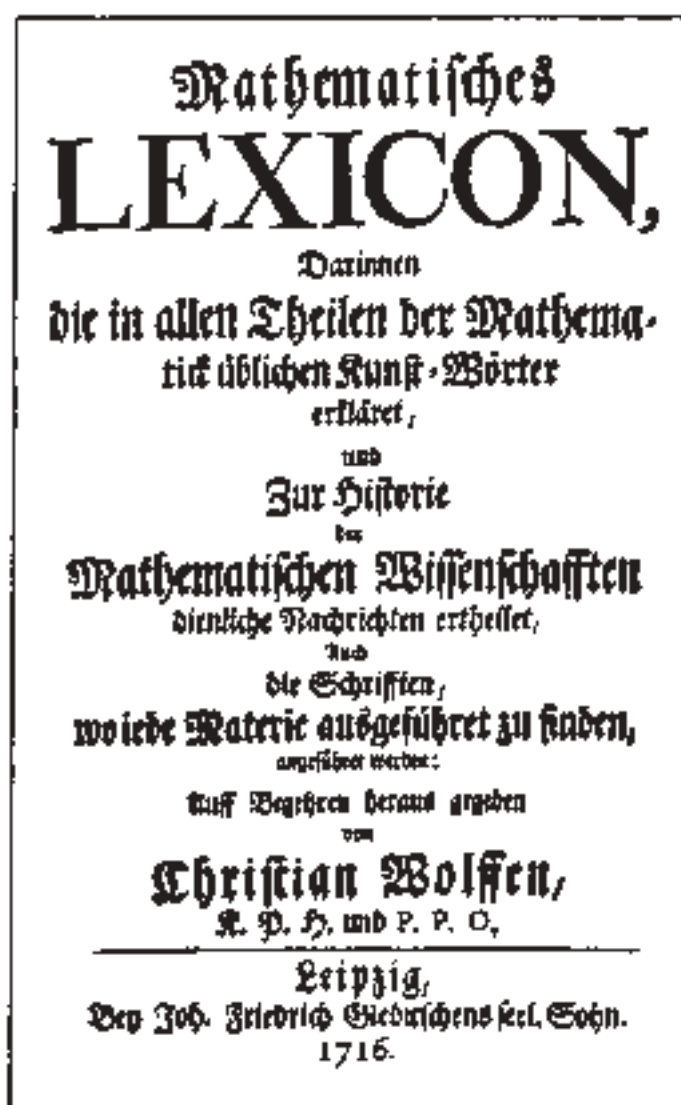 Mathematisches
LEXICON,
Darinnen
die in allen Theilen der Mathema-
tick üblichen Kunst-Wörter
erkläret,
und
Zur Historie
der
Mathematischen Wissenschafften
dienliche Nachrichten ertheilet,
Auch
die Schrifften,
wo iede Materie ausgeführet zu finden,
angeführet werden:
Auff Begehren heraus gegeben
von
Christian Wolffen,
K. P. H. und P. P. O.
Leipzig,
Bey Joh. Friedrich Gleditschens seel. Sohn.
1716.